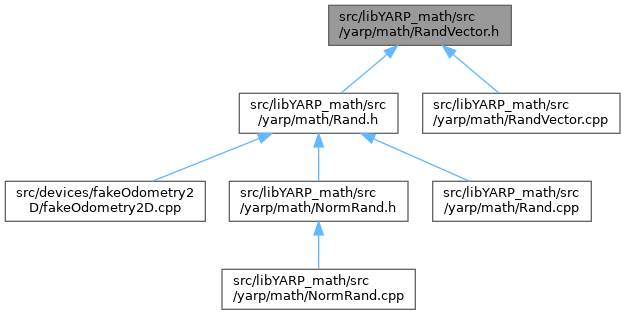 src/libYARP_math/src
/yarp/math/RandVector.h
src/libYARP_math/src
/yarp/math/Rand.h
src/libYARP_math/src
/yarp/math/RandVector.cpp
src/devices/fakeOdometry2
D/fakeOdometry2D.cpp
src/libYARP_math/src
/yarp/math/NormRand.h
src/libYARP_math/src
/yarp/math/Rand.cpp
src/libYARP_math/src
/yarp/math/NormRand.cpp